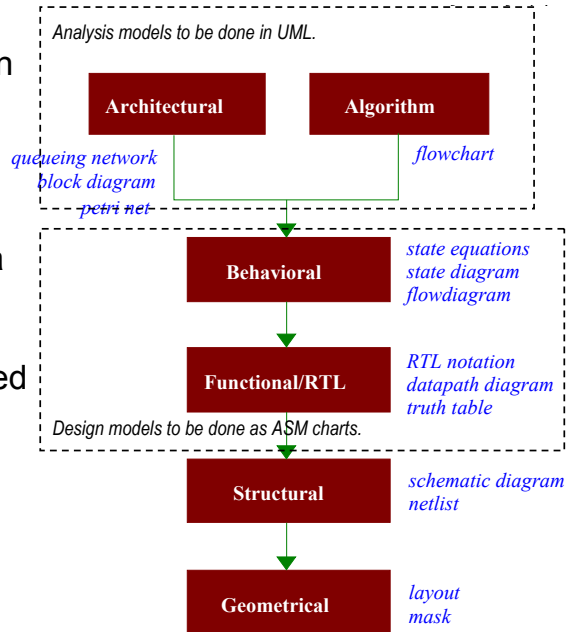 Analysis models to be done in UML.
Architectural
Algorithm
queueing network
block diagram
petri net
flowchart
Behavioral
state equations
state diagram
flowdiagram
Functional/RTL
RTL notation
datapath diagram
truth table
Design models to be done as ASM charts.
Structural
schematic diagram
netlist
Geometrical
layout
mask